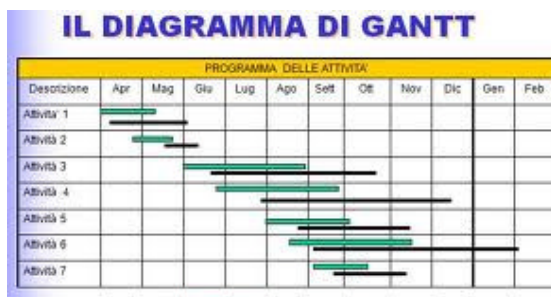 IL DIAGRAMMA DI GANTT
PROGRAMMA DELLE ATTIVITA'
Descrizione Apr Mag Giu Lug Ago Sett Ott Nov Dic Gen Feb
Attivita' 1
Attività 2
Attività 3
Attività 4
Attività 5
Attività 6
Attività 7